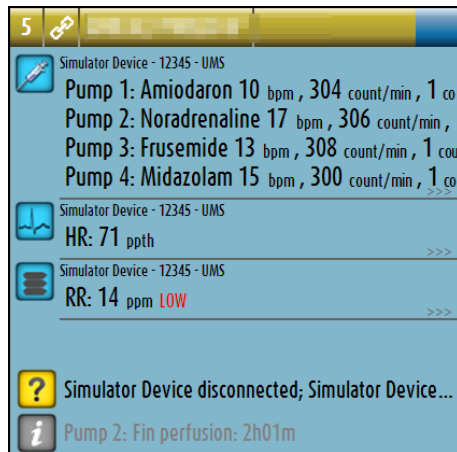 5
Simulator Device - 12345 - UMS
Pump 1: Amiodaron 10 bpm , 304 count/min , 1 co
Pump 2: Noradrenaline 17 bpm , 306 count/min ,
Pump 3: Frusemide 13 bpm , 308 count/min , 1 cou
Pump 4: Midazolam 15 bpm , 300 count/min , 1 co
>>>
Simulator Device - 12345 - UMS
HR: 71 ppth
>>>
Simulator Device - 12345 - UMS
RR: 14 ppm LOW
>>>
? Simulator Device disconnected; Simulator Device...
i Pump 2: Fin perfusion: 2h01m